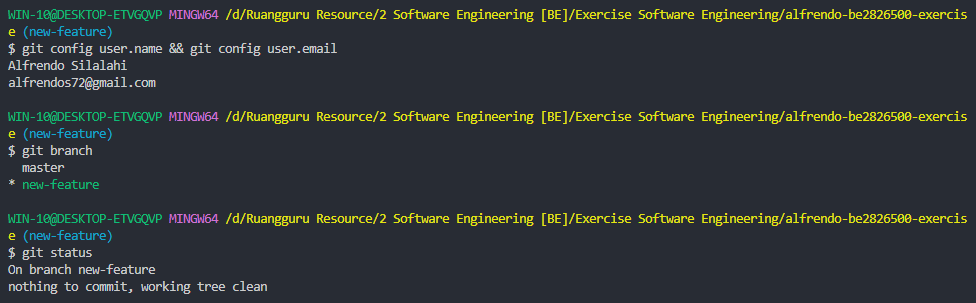 WIN-10@DESKTOP-ETVGQVP MINGW64 /d/Ruangguru Resource/2 Software Engineering [BE]/Exercise Software Engineering/alfrendo-be2826500-exercis
e (new-feature)
$ git config user.name && git config user.email
Alfrendo Silalahi
alfrendos72@gmail.com
WIN-10@DESKTOP-ETVGQVP MINGW64 /d/Ruangguru Resource/2 Software Engineering [BE]/Exercise Software Engineering/alfrendo-be2826500-exercis
e (new-feature)
$ git branch
  master
* new-feature
WIN-10@DESKTOP-ETVGQVP MINGW64 /d/Ruangguru Resource/2 Software Engineering [BE]/Exercise Software Engineering/alfrendo-be2826500-exercis
e (new-feature)
$ git status
On branch new-feature
nothing to commit, working tree clean